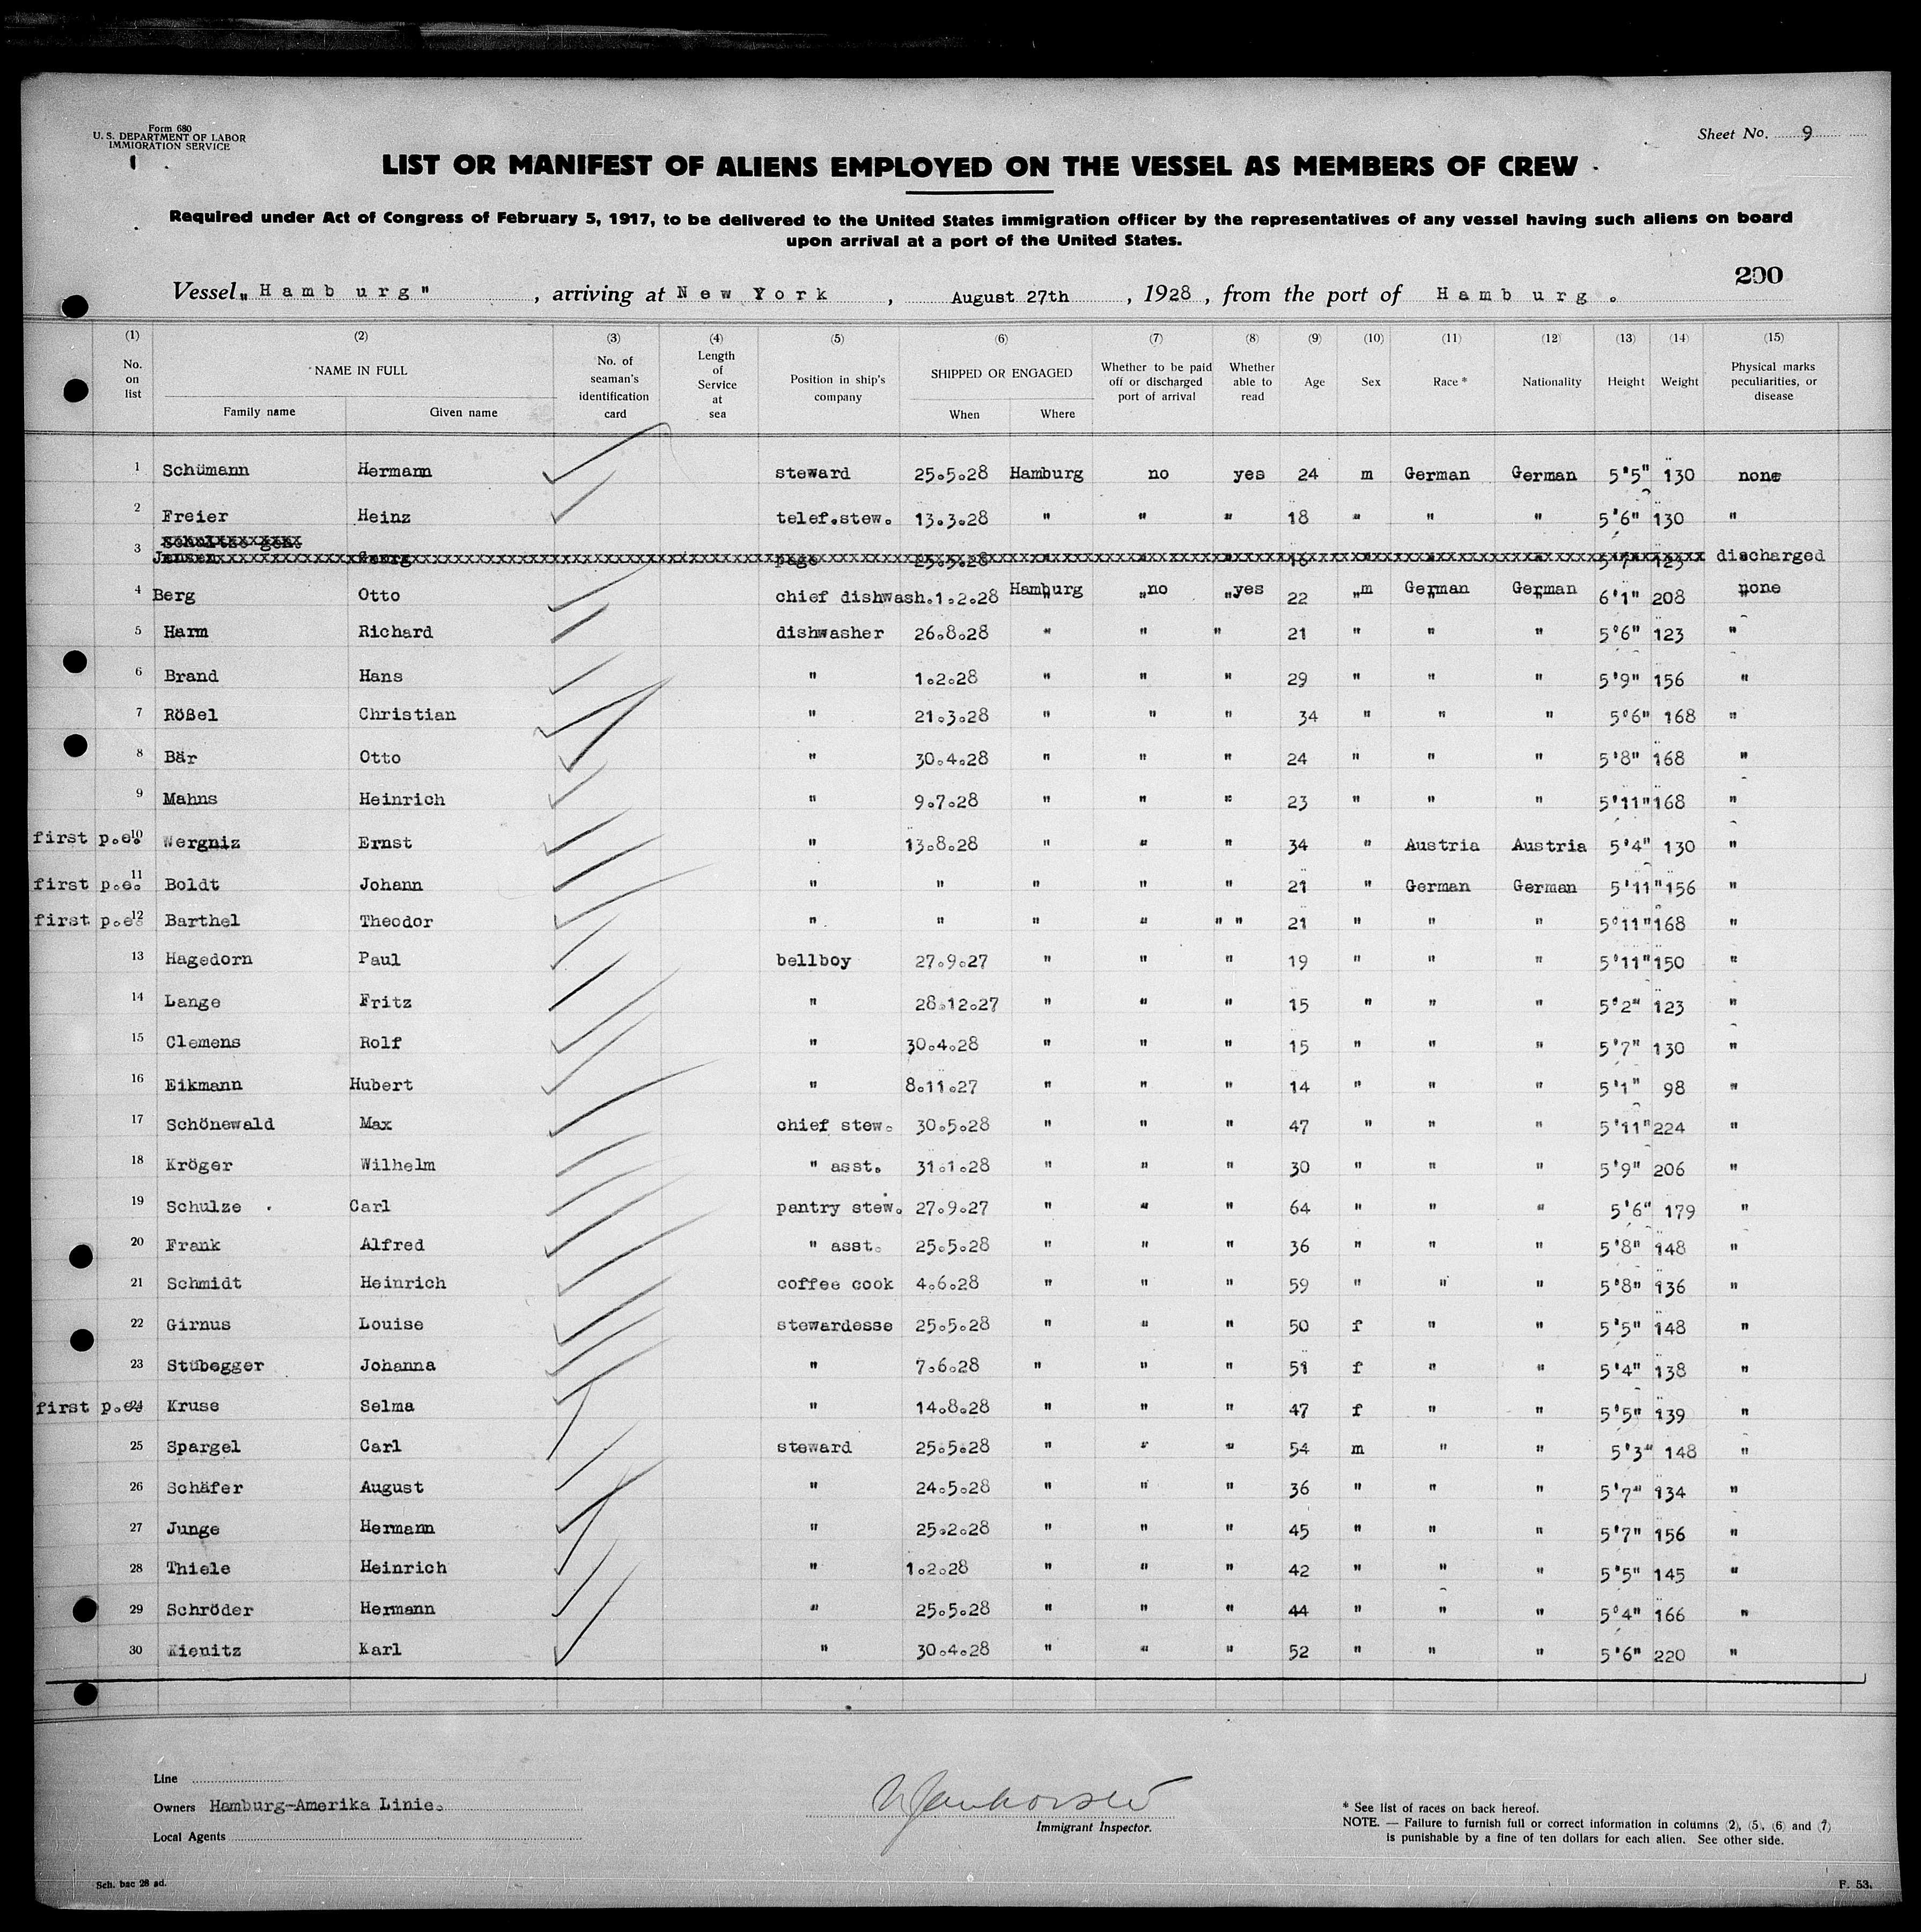 Form 680
U. S. DEPARTMENT OF LABOR
IMMIGRATION SERVICE
Sheet No. 9
LIST OR MANIFEST OF ALIENS EMPLOYED ON THE VESSEL AS MEMBERS OF CREW
Required under Act of Congress of February 5, 1917, to be delivered to the United States immigration officer by the representatives of any vessel having such aliens on board
upon arrival at a port of the United States.
200
Vessel „Hamburg", arriving at New York, August 27th, 1928, from the port of Hamburg.
(1) (2) (3) (4) (5) (6) (7) (8) (9) (10) (11) (12) (13) (14) (15)
No. on list NAME IN FULL Family name Given name No. of seaman's identification card Length of Service at sea Position in ship's company SHIPPED OR ENGAGED When Where Whether to be paid off or discharged port of arrival Whether able to read Age Sex Race * Nationality Height Weight Physical marks peculiarities, or disease
1 Schümann Hermann steward 25.5.28 Hamburg no yes 24 m German German 5'5" 130 none
2 Freier Heinz telef.stew. 13.3.28 " " " 18 " " " 5'6" 130 "
3 Jensen Georg page 25.5.28 16 5'7" 123 discharged
4 Berg Otto chief dishwash. 1.2.28 Hamburg no yes 22 m German German 6'1" 208 none
5 Harm Richard dishwasher 26.8.28 " " " 21 " " " 5'6" 123 "
6 Brand Hans " 1.2.28 " " " 29 " " " 5'9" 156 "
7 Rößel Christian " 21.3.28 " " " 34 " " " 5'6" 168 "
8 Bär Otto " 30.4.28 " " " 24 " " " 5'8" 168 "
9 Mahns Heinrich " 9.7.28 " " " 23 " " " 5'11" 168 "
first p.e. 10 Wergniz Ernst " 13.8.28 " " " 34 " Austria Austria 5'4" 130 "
first p.e. 11 Boldt Johann " " " " " 21 " German German 5'11" 156 "
first p.e. 12 Barthel Theodor " " " " " " 21 " " " 5'11" 168 "
13 Hagedorn Paul bellboy 27.9.27 " " " 19 " " " 5'11" 150 "
14 Lange Fritz " 28.12.27 " " " 15 " " " 5'2" 123 "
15 Clemens Rolf " 30.4.28 " " " 15 " " " 5'7" 130 "
16 Eikmann Hubert " 8.11.27 " " " 14 " " " 5'1" 98 "
17 Schönewald Max chief stew. 30.5.28 " " " 47 " " " 5'11" 224 "
18 Kröger Wilhelm " asst. 31.1.28 " " " 30 " " " 5'9" 206 "
19 Schulze Carl pantry stew. 27.9.27 " " " 64 " " " 5'6" 179 "
20 Frank Alfred " asst. 25.5.28 " " " 36 " " " 5'8" 148 "
21 Schmidt Heinrich coffee cook 4.6.28 " " " 59 " " " 5'8" 136 "
22 Girnus Louise stewardesse 25.5.28 " " " 50 f " " 5'5" 148 "
23 Stübegger Johanna " 7.6.28 " " " 51 f " " 5'4" 138 "
first p.e. 24 Kruse Selma " 14.8.28 " " " 47 f " " 5'5" 139 "
25 Spargel Carl steward 25.5.28 " " " 54 m " " 5'3" 148 "
26 Schäfer August " 24.5.28 " " " 36 " " " 5'7" 134 "
27 Junge Hermann " 25.2.28 " " " 45 " " " 5'7" 156 "
28 Thiele Heinrich " 1.2.28 " " " 42 " " " 5'5" 145 "
29 Schröder Hermann " 25.5.28 " " " 44 " " " 5'4" 166 "
30 Kienitz Karl " 30.4.28 " " " 52 " " " 5'6" 220 "
Line
Owners Hamburg-Amerika Linie.
Local Agents
Immigrant Inspector.
* See list of races on back hereof.
NOTE. — Failure to furnish full or correct information in columns (2), (5), (6) and (7)
is punishable by a fine of ten dollars for each alien. See other side.
Sch. bac 28 ad.
F. 53.